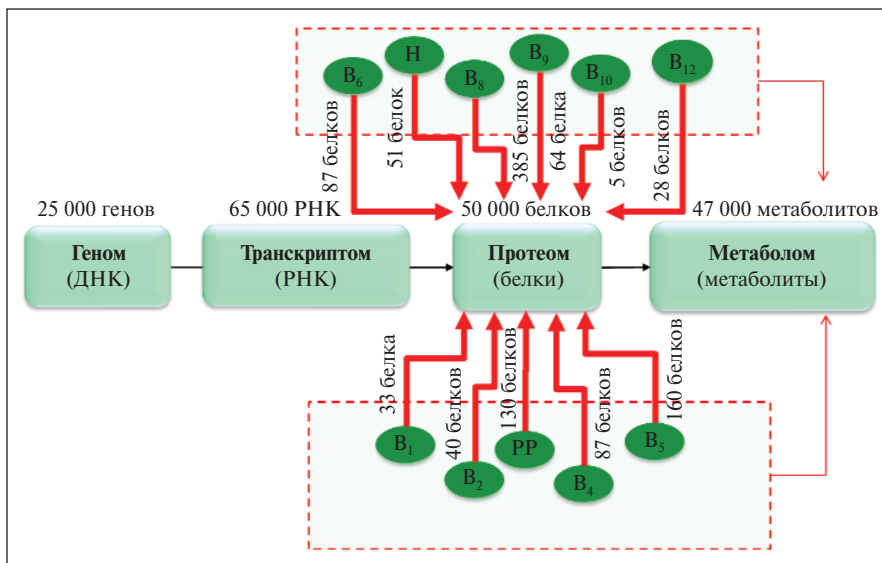 B6
H
B8
B9
B10
B12
87 белков
51 белок
385 белков
64 белка
5 белков
28 белков
25 000 генов
65 000 РНК
50 000 белков
47 000 метаболитов
Геном
(ДНК)
Транскриптом
(РНК)
Протеом
(белки)
Метаболом
(метаболиты)
33 белка
40 белков
130 белков
87 белков
160 белков
B1
B2
PP
B4
B5